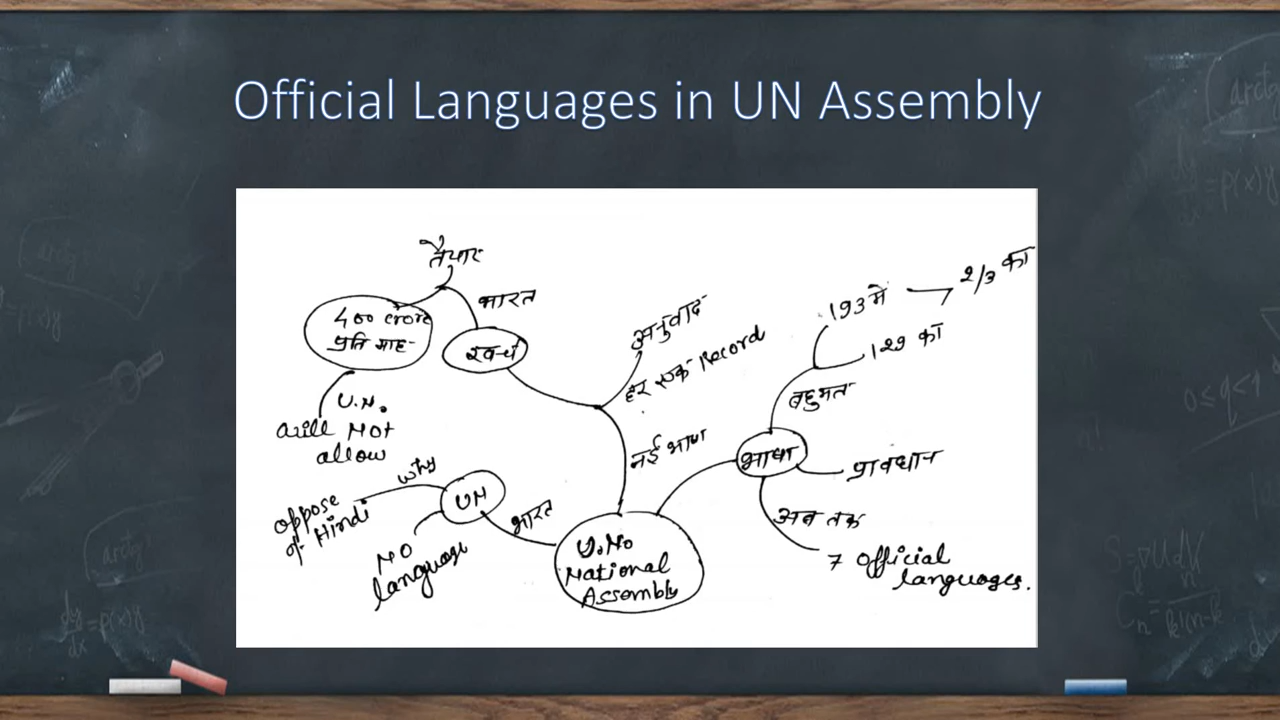 Official Languages in UN Assembly
तैयार
भारत
400 crore
प्रति माह
खर्च
U.N.
will Not
allow
अनुवाद
हर एक Record
नई भाषा
193 में
2/3 का
129 का
बहुमत
भाषा
प्रावधान
अब तक
7 official
languages.
why
oppose
of Hindi
UN
भारत
NO
language
U.No
National
Assembly